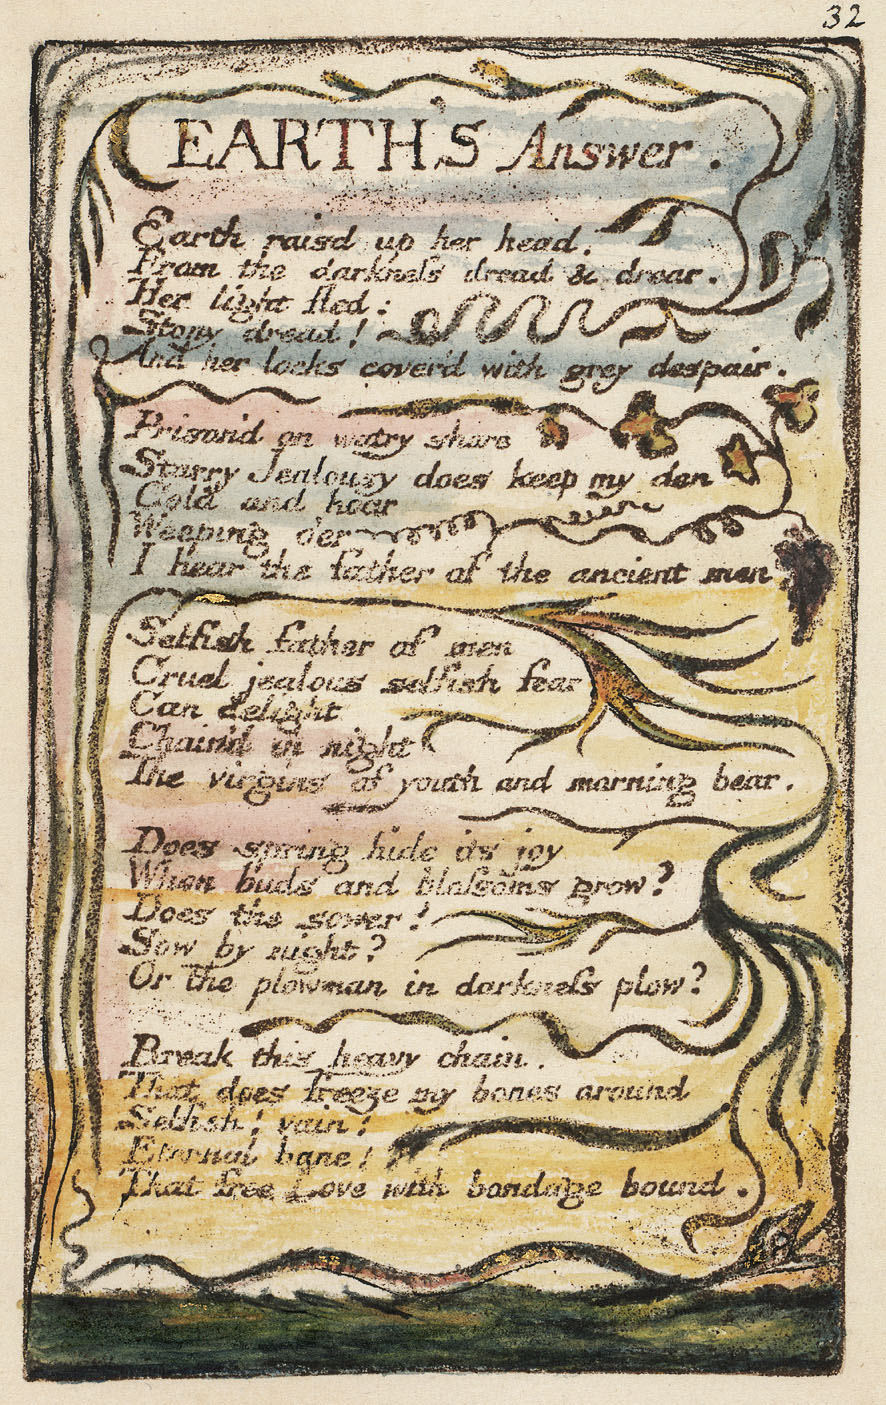 32
EARTH'S Answer.
Earth raisd up her head,
From the darkness dread & drear.
Her light fled:
Stony dread!
And her locks cover'd with grey despair.
Prison'd on watry shore
Starry Jealousy does keep my den
Cold and hoar
Weeping o'er
I hear the father of the ancient men
Selfish father of men
Cruel jealous selfish fear
Can delight
Chain'd in night
The virgins of youth and morning bear.
Does spring hide its joy
When buds and blossoms grow?
Does the sower!
Sow by night?
Or the plowman in darkness plow?
Break this heavy chain.
That does freeze my bones around
Selfish! vain!
Eternal bane!
That free Love with bondage bound.